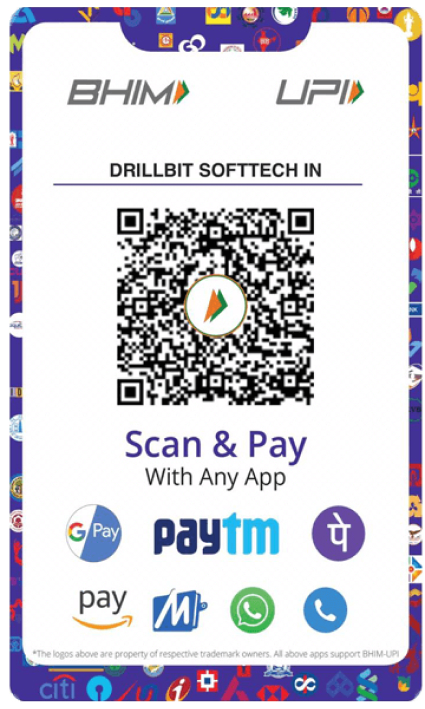 BHIM UPI
DRILLBIT SOFTTECH IN
Scan & Pay
With Any App
G Pay paytm पे
pay M
*The logos above are property of respective trademark owners. All above apps support BHIM-UPI
citi